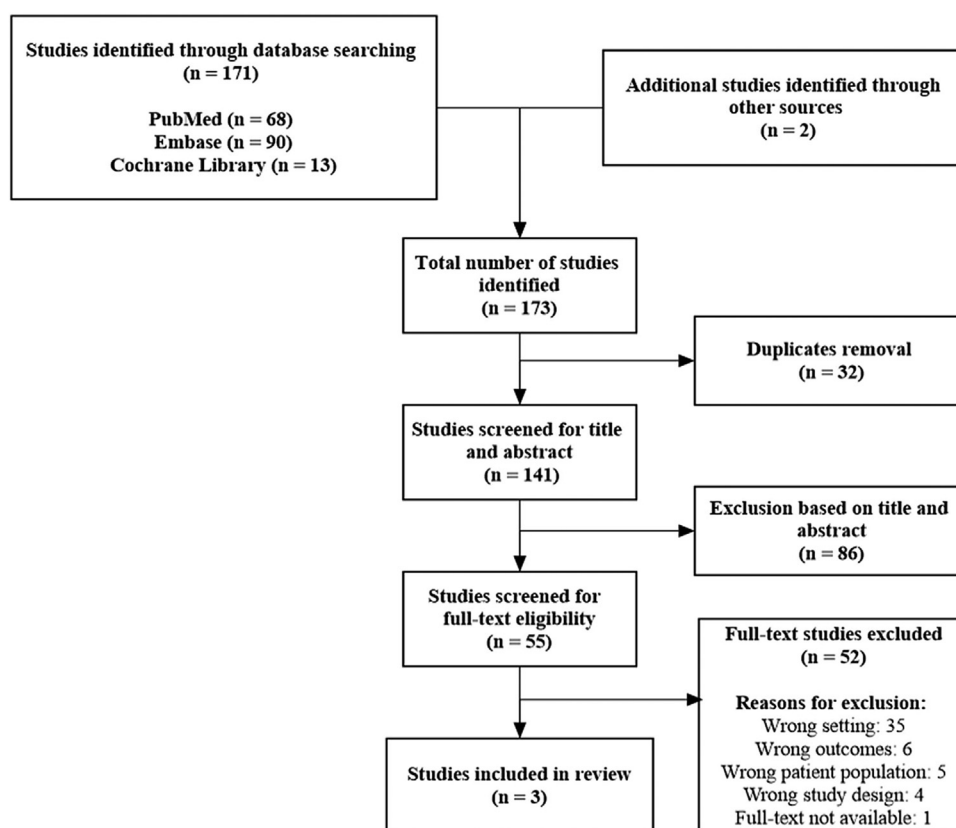 Studies identified through database searching
(n = 171)
PubMed (n = 68)
Embase (n = 90)
Cochrane Library (n = 13)
Additional studies identified through
other sources
(n = 2)
Total number of studies
identified
(n = 173)
Duplicates removal
(n = 32)
Studies screened for title
and abstract
(n = 141)
Exclusion based on title and
abstract
(n = 86)
Studies screened for
full-text eligibility
(n = 55)
Full-text studies excluded
(n = 52)
Reasons for exclusion:
Wrong setting: 35
Wrong outcomes: 6
Wrong patient population: 5
Wrong study design: 4
Full-text not available: 1
Studies included in review
(n = 3)